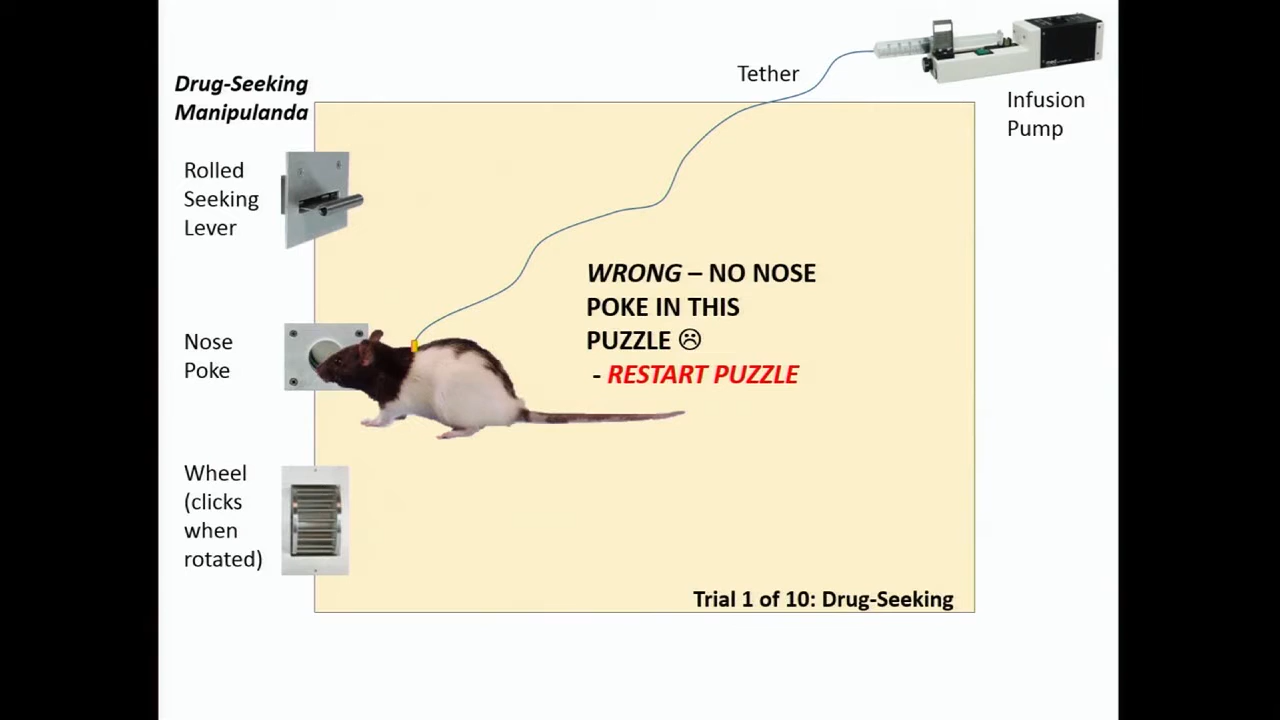 Tether
Infusion
Pump
Drug-Seeking
Manipulanda
Rolled
Seeking
Lever
WRONG – NO NOSE
POKE IN THIS
PUZZLE ☹
- RESTART PUZZLE
Nose
Poke
Wheel
(clicks
when
rotated)
Trial 1 of 10: Drug-Seeking